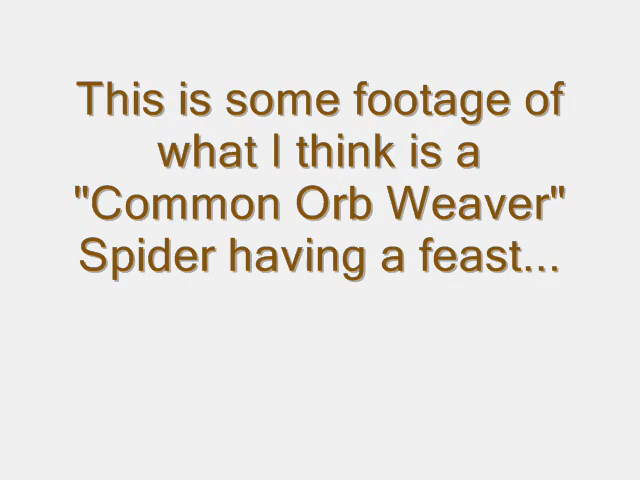 This is some footage of
what I think is a
"Common Orb Weaver"
Spider having a feast...